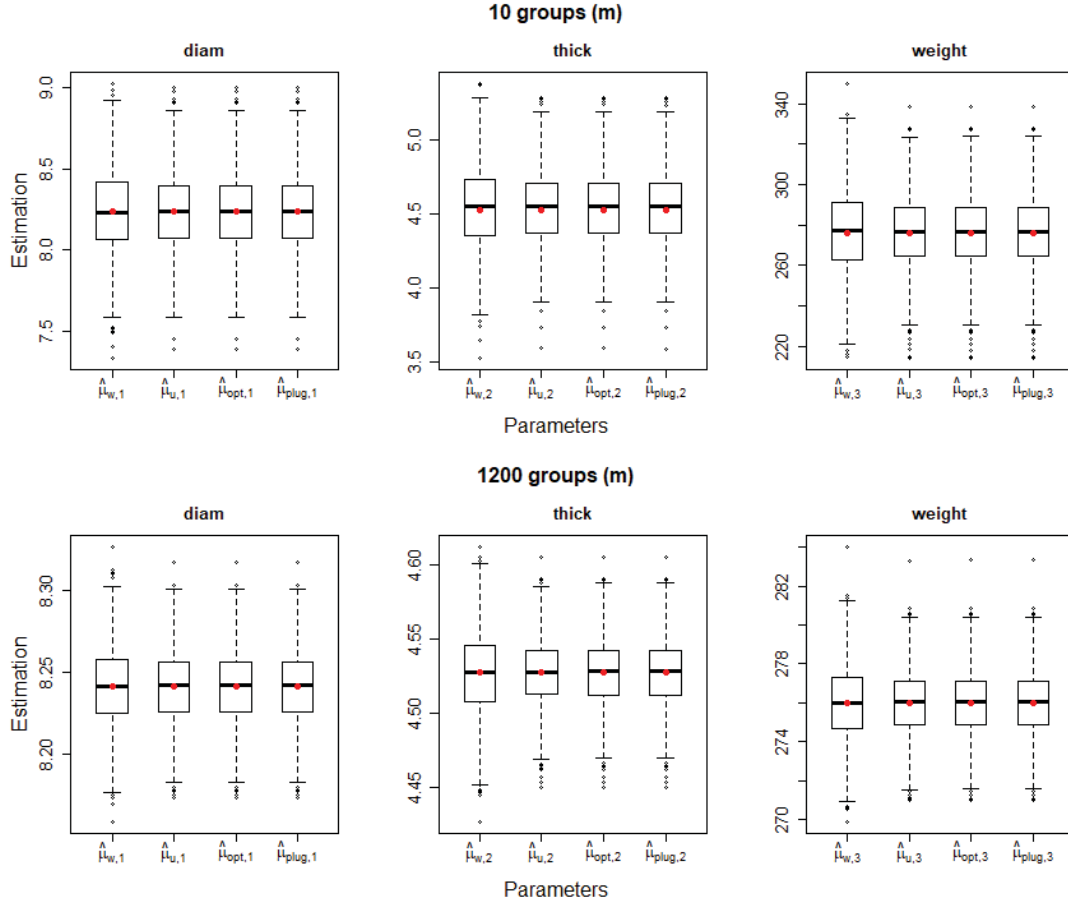 10 groups (m)
diam
thick
weight
Estimation
9.0
8.5
8.0
7.5
5.0
4.5
4.0
3.5
340
300
260
220
μ̂w,1 μ̂u,1 μ̂opt,1 μ̂plug,1
μ̂w,2 μ̂u,2 μ̂opt,2 μ̂plug,2
μ̂w,3 μ̂u,3 μ̂opt,3 μ̂plug,3
Parameters
1200 groups (m)
diam
thick
weight
Estimation
8.30
8.25
8.20
4.60
4.55
4.50
4.45
282
278
274
270
μ̂w,1 μ̂u,1 μ̂opt,1 μ̂plug,1
μ̂w,2 μ̂u,2 μ̂opt,2 μ̂plug,2
μ̂w,3 μ̂u,3 μ̂opt,3 μ̂plug,3
Parameters